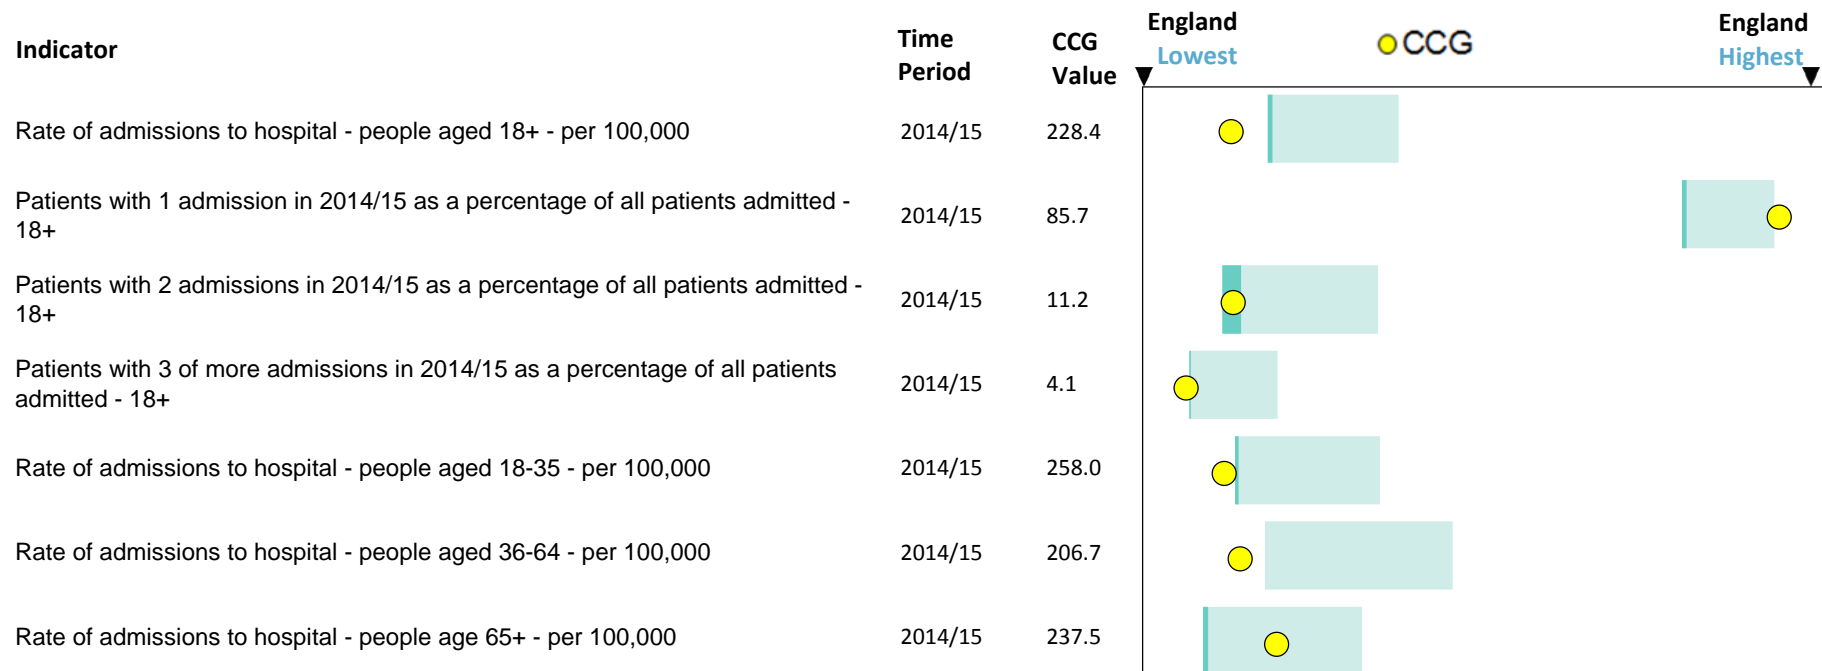 Indicator
Time Period
CCG Value
England Lowest
CCG
England Highest
Rate of admissions to hospital - people aged 18+ - per 100,000 2014/15 228.4
Patients with 1 admission in 2014/15 as a percentage of all patients admitted -
18+
2014/15 85.7
Patients with 2 admissions in 2014/15 as a percentage of all patients admitted -
18+
2014/15 11.2
Patients with 3 of more admissions in 2014/15 as a percentage of all patients
admitted - 18+
2014/15 4.1
Rate of admissions to hospital - people aged 18-35 - per 100,000 2014/15 258.0
Rate of admissions to hospital - people aged 36-64 - per 100,000 2014/15 206.7
Rate of admissions to hospital - people age 65+ - per 100,000 2014/15 237.5